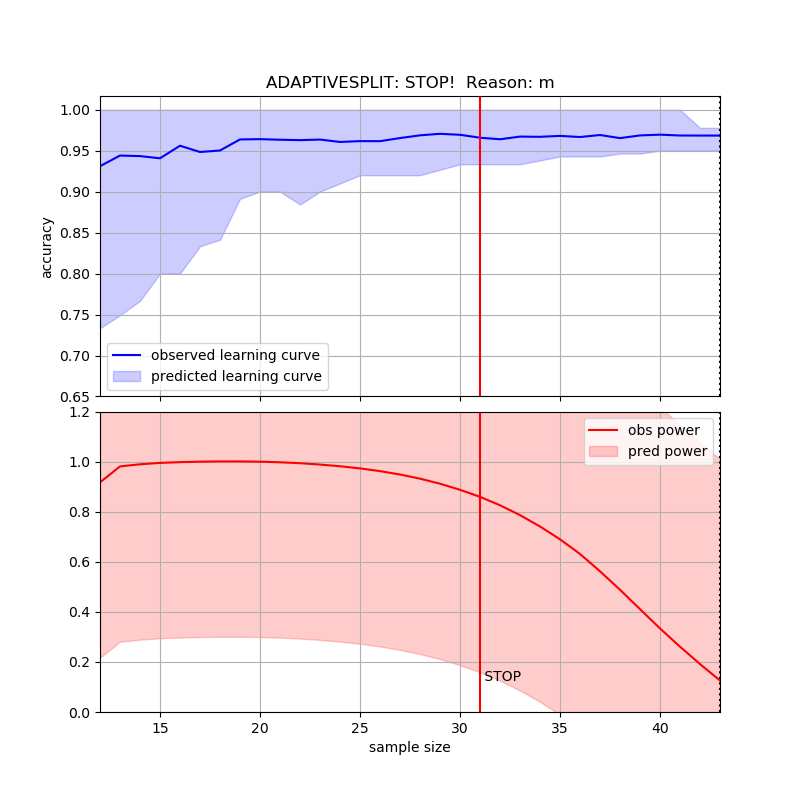 ADAPTIVESPLIT: STOP!  Reason: m
1.00
0.95
0.90
0.85
0.80
0.75
0.70
0.65
accuracy
observed learning curve
predicted learning curve
1.2
1.0
0.8
0.6
0.4
0.2
0.0
obs power
pred power
STOP
15 20 25 30 35 40
sample size